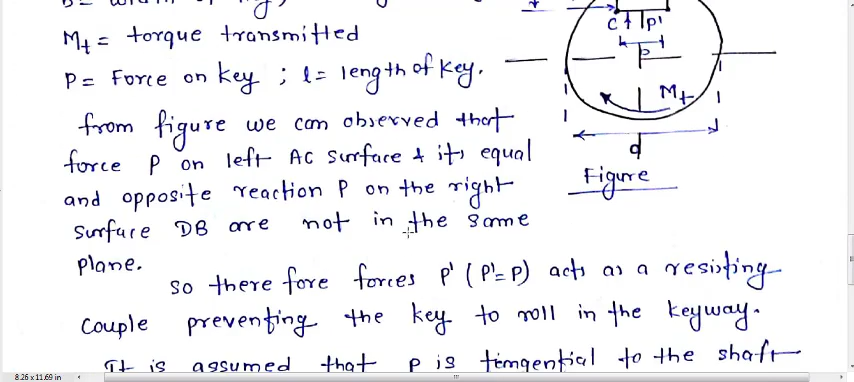 Mt = torque transmitted
P = Force on key ; l = length of key.
from figure we can observed that
force P on left AC surface & its equal
and opposite reaction P on the right
surface DB are not in the same
plane.
so there fore forces P' (P'=P) acts as a resisting
couple preventing the key to roll in the keyway.
It is assumed that P is tengential to the shaft
C P'
P
Mt
d
Figure
8.26 x 11.69 in